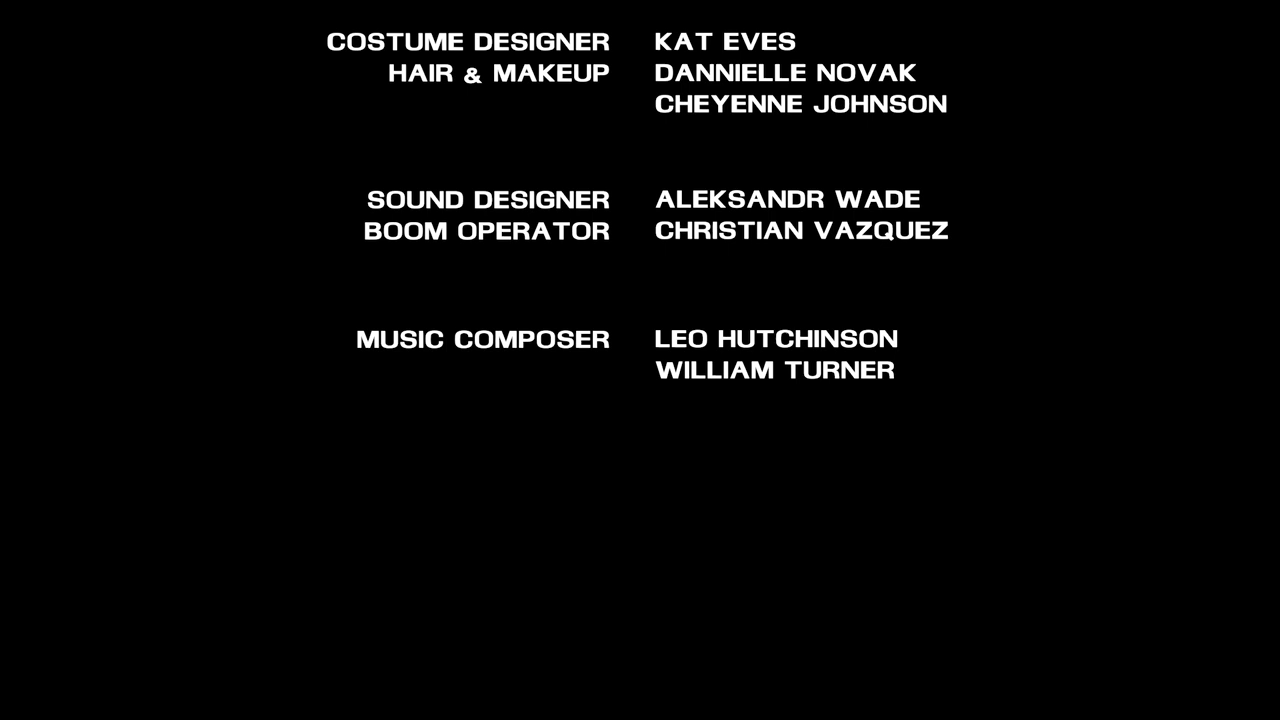 COSTUME DESIGNER KAT EVES
HAIR & MAKEUP DANNIELLE NOVAK
CHEYENNE JOHNSON
SOUND DESIGNER ALEKSANDR WADE
BOOM OPERATOR CHRISTIAN VAZQUEZ
MUSIC COMPOSER LEO HUTCHINSON
WILLIAM TURNER